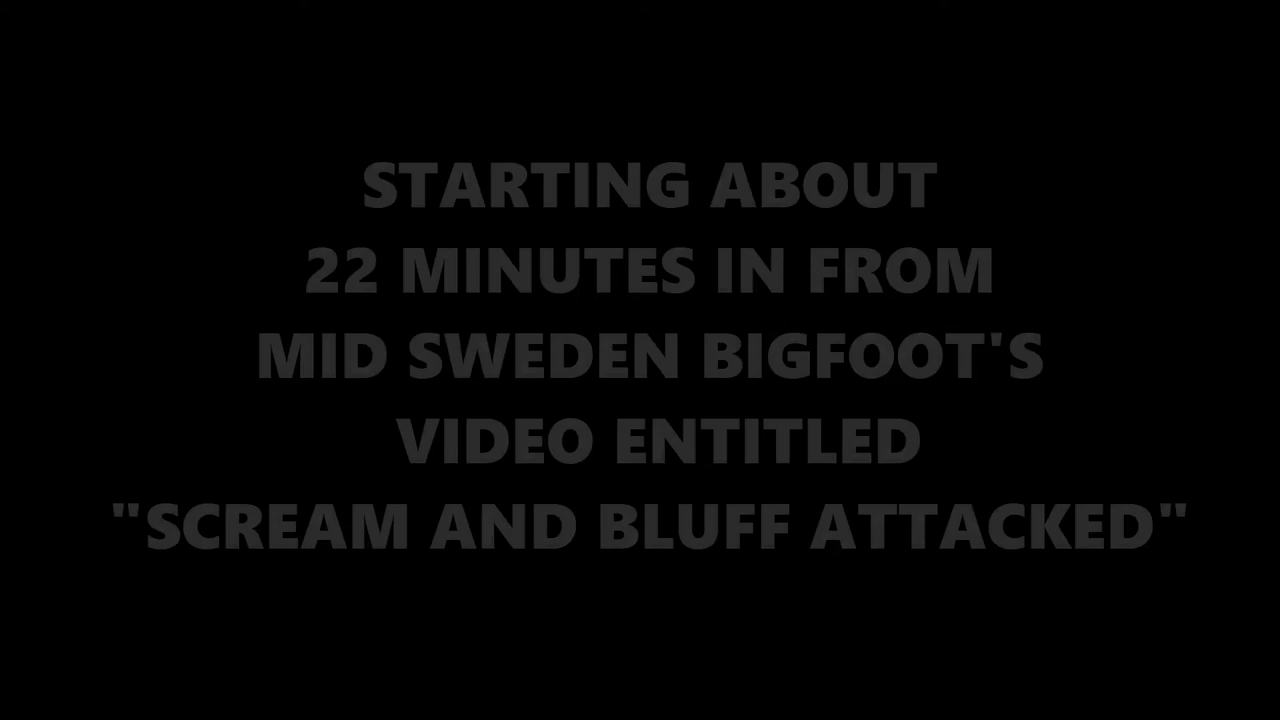 STARTING ABOUT
22 MINUTES IN FROM
MID SWEDEN BIGFOOT'S
VIDEO ENTITLED
"SCREAM AND BLUFF ATTACKED"